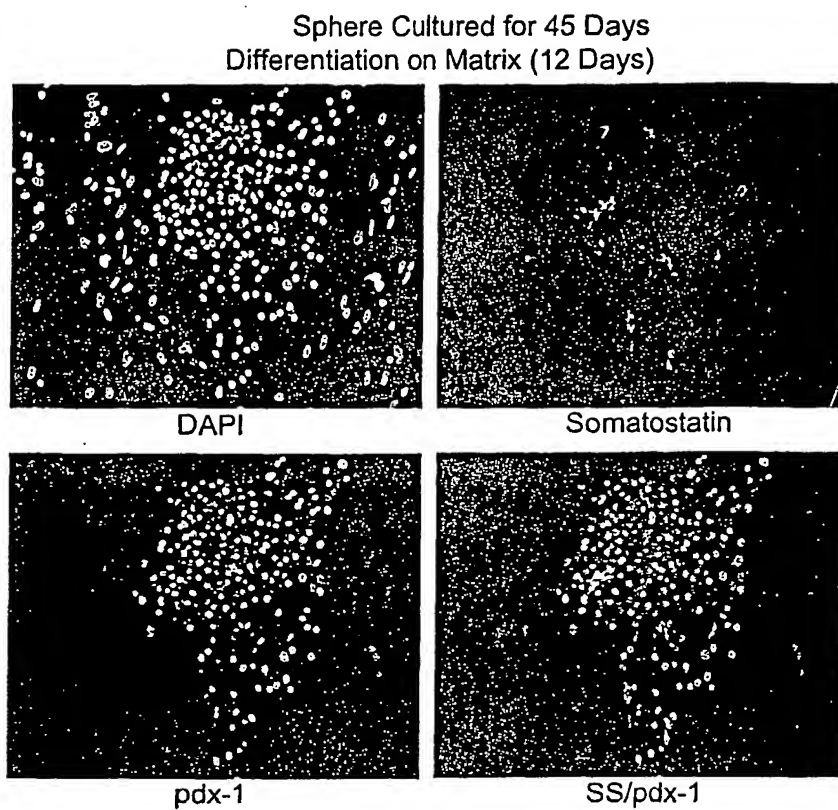 Sphere Cultured for 45 Days
Differentiation on Matrix (12 Days)
DAPI
Somatostatin
pdx-1
SS/pdx-1